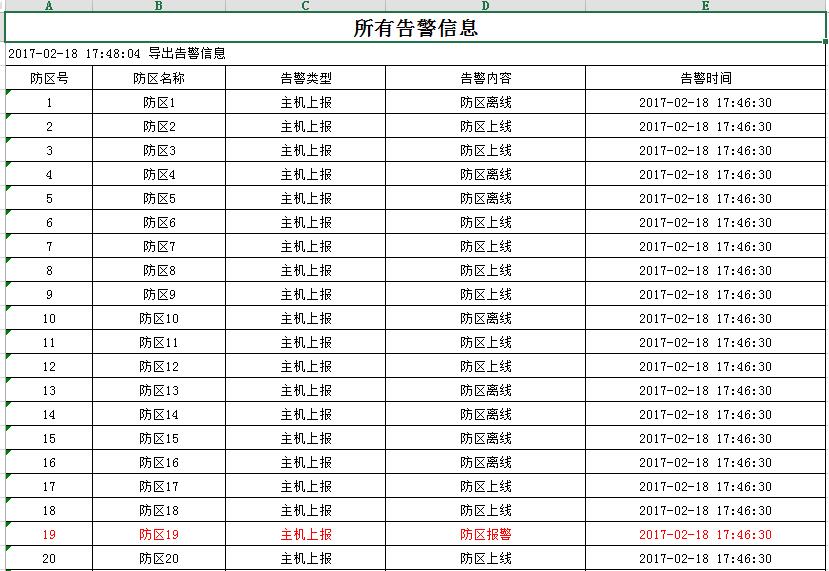 A B C D E
所有告警信息
2017-02-18 17:48:04 导出告警信息
防区号 防区名称 告警类型 告警内容 告警时间
1 防区1 主机上报 防区离线 2017-02-18 17:46:30
2 防区2 主机上报 防区上线 2017-02-18 17:46:30
3 防区3 主机上报 防区上线 2017-02-18 17:46:30
4 防区4 主机上报 防区离线 2017-02-18 17:46:30
5 防区5 主机上报 防区离线 2017-02-18 17:46:30
6 防区6 主机上报 防区上线 2017-02-18 17:46:30
7 防区7 主机上报 防区上线 2017-02-18 17:46:30
8 防区8 主机上报 防区上线 2017-02-18 17:46:30
9 防区9 主机上报 防区上线 2017-02-18 17:46:30
10 防区10 主机上报 防区离线 2017-02-18 17:46:30
11 防区11 主机上报 防区上线 2017-02-18 17:46:30
12 防区12 主机上报 防区上线 2017-02-18 17:46:30
13 防区13 主机上报 防区离线 2017-02-18 17:46:30
14 防区14 主机上报 防区离线 2017-02-18 17:46:30
15 防区15 主机上报 防区离线 2017-02-18 17:46:30
16 防区16 主机上报 防区离线 2017-02-18 17:46:30
17 防区17 主机上报 防区上线 2017-02-18 17:46:30
18 防区18 主机上报 防区上线 2017-02-18 17:46:30
19 防区19 主机上报 防区报警 2017-02-18 17:46:30
20 防区20 主机上报 防区上线 2017-02-18 17:46:30